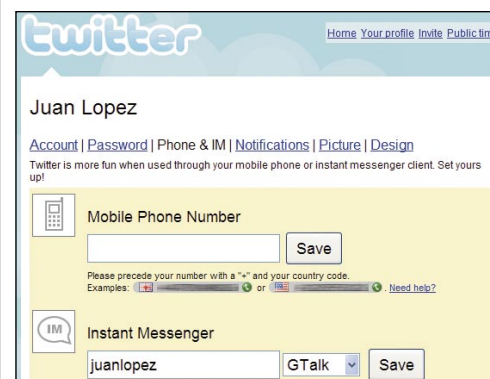 twitter
Home Your profile Invite Public
Juan Lopez
Account | Password | Phone & IM | Notifications | Picture | Design
Twitter is more fun when used through your mobile phone or instant messenger client. Set yours
up!
Mobile Phone Number
Save
Please precede your number with a "+" and your country code.
Examples: or . Need help?
IM
Instant Messenger
juanlopez GTalk Save